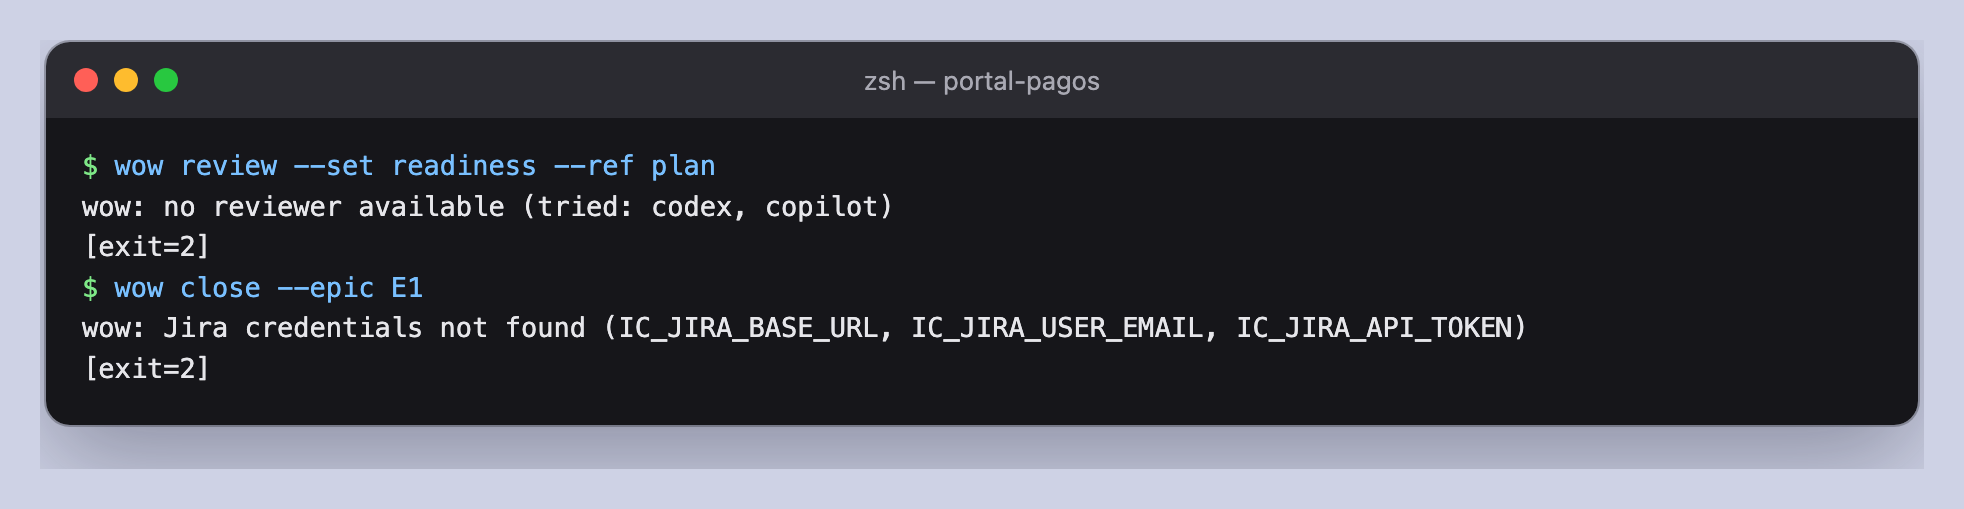 zsh — portal-pagos
$ wow review --set readiness --ref plan
wow: no reviewer available (tried: codex, copilot)
[exit=2]
$ wow close --epic E1
wow: Jira credentials not found (IC_JIRA_BASE_URL, IC_JIRA_USER_EMAIL, IC_JIRA_API_TOKEN)
[exit=2]